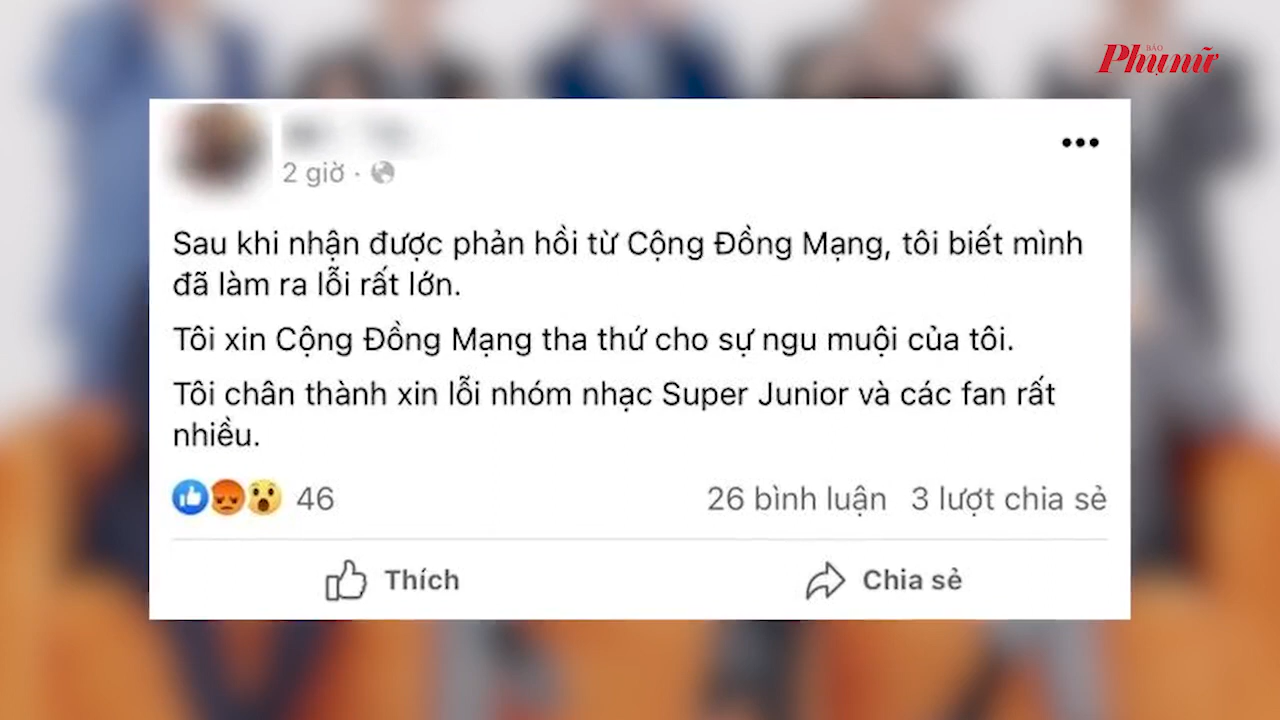 BÁO
Phụ nữ
2 giờ ·
Sau khi nhận được phản hồi từ Cộng Đồng Mạng, tôi biết mình
đã làm ra lỗi rất lớn.
Tôi xin Cộng Đồng Mạng tha thứ cho sự ngu muội của tôi.
Tôi chân thành xin lỗi nhóm nhạc Super Junior và các fan rất
nhiều.
46 26 bình luận 3 lượt chia sẻ
Thích Chia sẻ